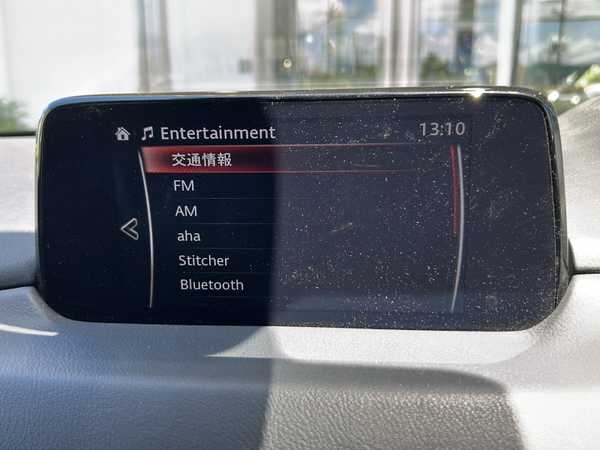 Entertainment 13:10
交通情報
FM
AM
aha
Stitcher
Bluetooth